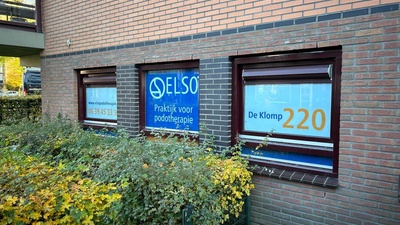 ELSO
Praktijk voor
podotherapie
De Klomp 220